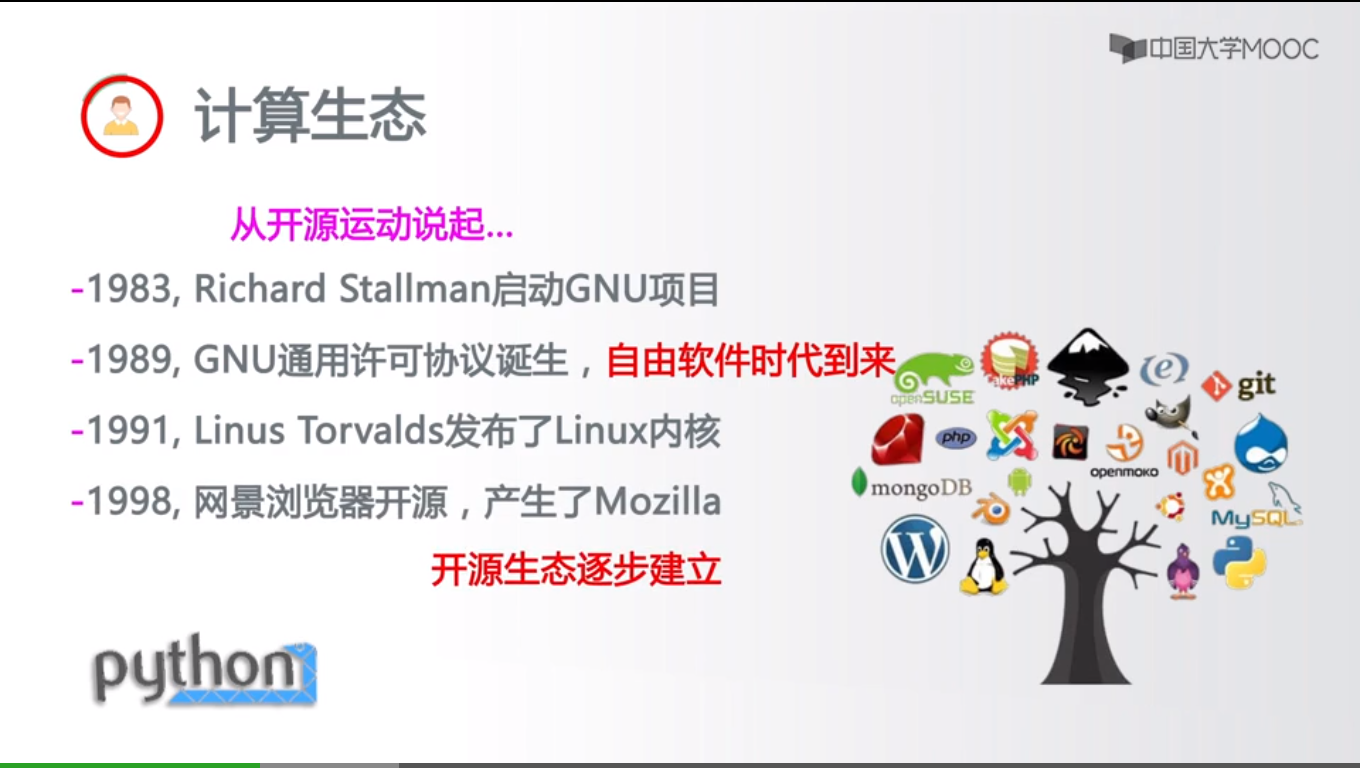 中国大学MOOC
计算生态
从开源运动说起...
-1983, Richard Stallman启动GNU项目
-1989, GNU通用许可协议诞生，自由软件时代到来
-1991, Linus Torvalds发布了Linux内核
-1998, 网景浏览器开源，产生了Mozilla
开源生态逐步建立
openSUSE
CakePHP
e
git
php
openmoko
mongoDB
MySQL
W
python